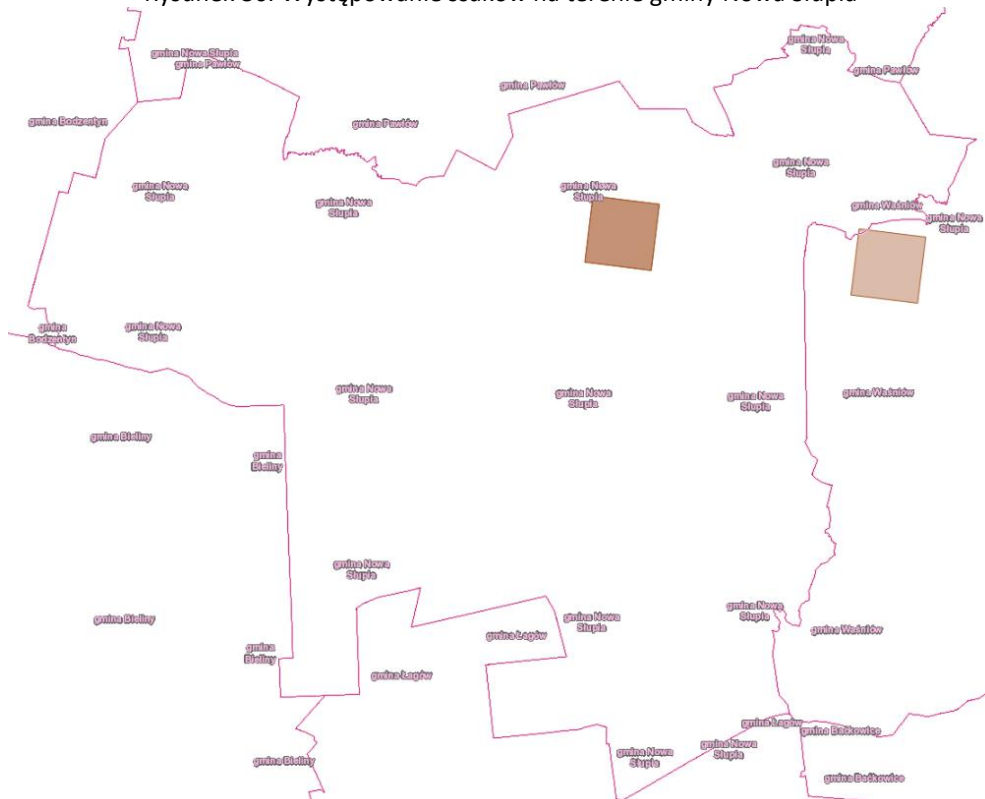 Rysunek 30. Występowanie ssaków na terenie gminy Nowa Słupia
gmina Nowa
Słupia
gmina Nowa Słupia
gmina Pawłów
gmina Pawłów
gmina Pawłów
gmina Bodzentyn
gmina Pawłów
gmina Nowa
Słupia
gmina Nowa
Słupia
gmina Nowa
Słupia
gmina Nowa
Słupia
gmina Waśniów
gmina Nowa
Słupia
gmina
Bodzentyn
gmina Nowa
Słupia
gmina Nowa
Słupia
gmina Nowa
Słupia
gmina Nowa
Słupia
gmina Waśniów
gmina Bieliny
gmina
Bieliny
gmina Nowa
Słupia
gmina Bieliny
gmina Nowa
Słupia
gmina Nowa
Słupia
gmina Łagów
gmina Waśniów
gmina
Bieliny
gmina Łagów
gmina Łagów
gmina Baćkowice
gmina Bieliny
gmina Nowa
Słupia
gmina Nowa
Słupia
gmina Baćkowice